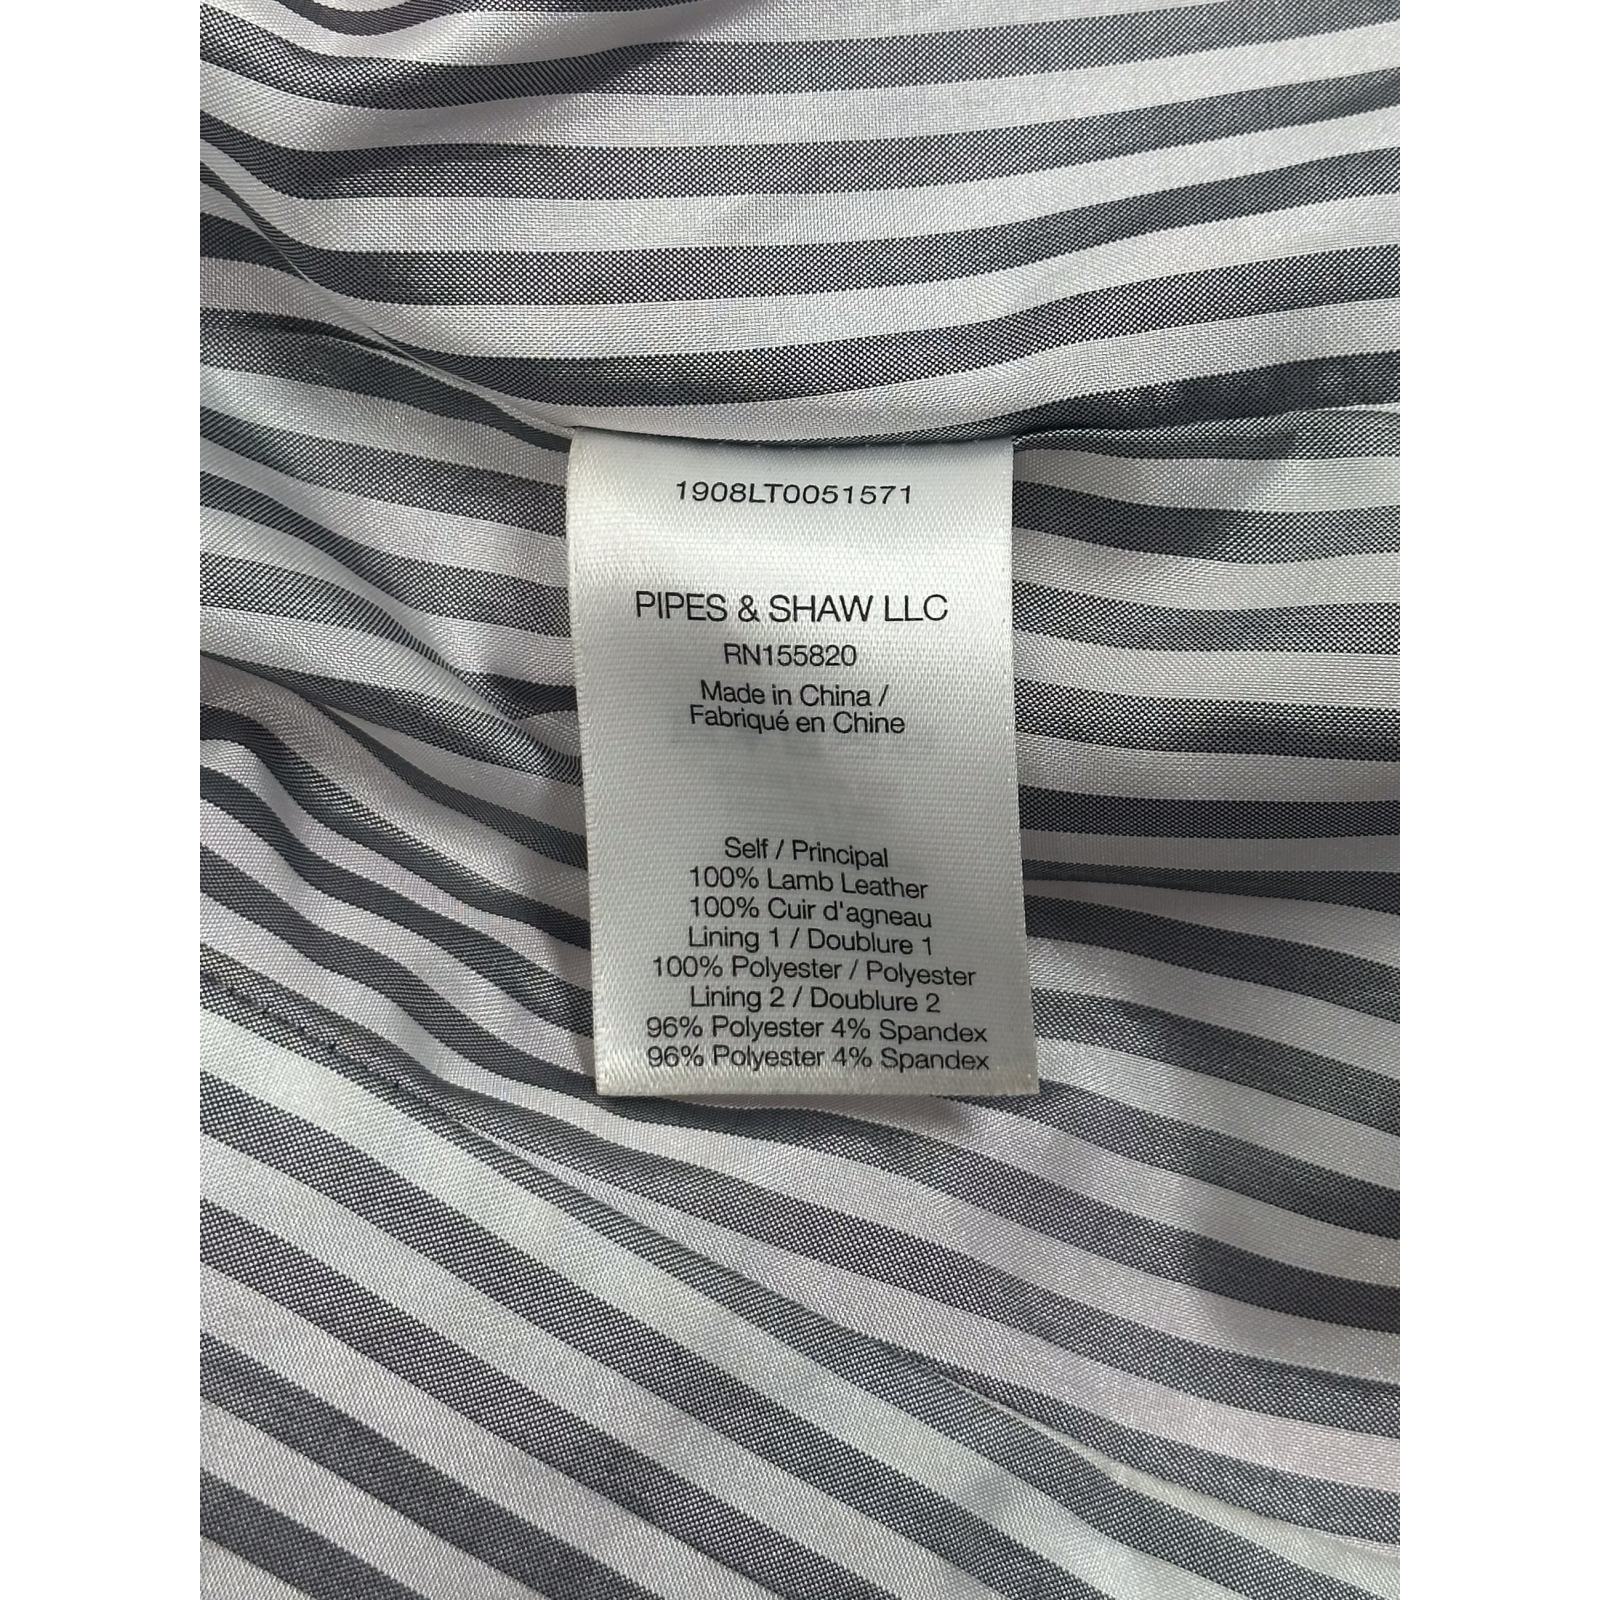 1908LT0051571
PIPES & SHAW LLC
RN155820
Made in China /
Fabriqué en Chine
Self / Principal
100% Lamb Leather
100% Cuir d'agneau
Lining 1 / Doublure 1
100% Polyester / Polyester
Lining 2 / Doublure 2
96% Polyester 4% Spandex
96% Polyester 4% Spandex